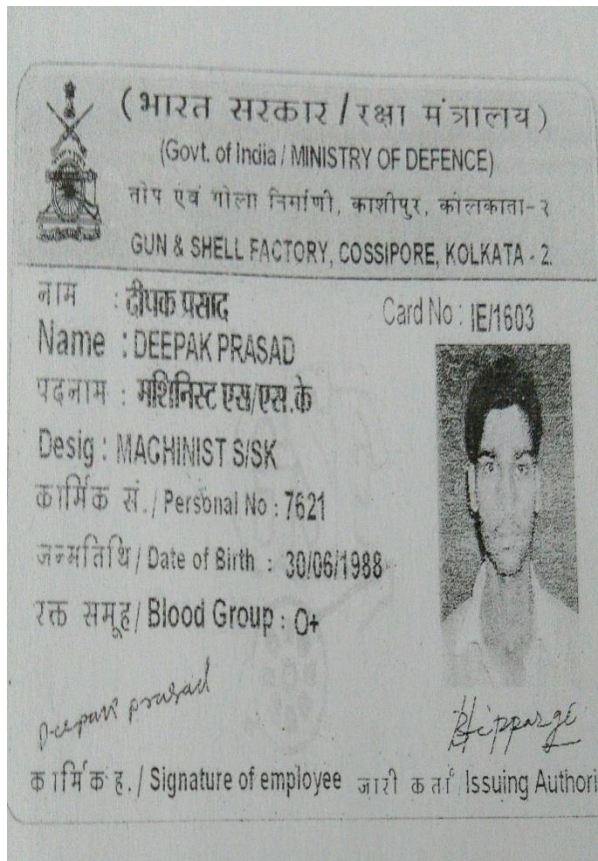 (भारत सरकार / रक्षा मंत्रालय)
(Govt. of India / MINISTRY OF DEFENCE)
तोप एवं गोला निर्माणी, काशीपुर, कोलकाता-२
GUN & SHELL FACTORY, COSSIPORE, KOLKATA - 2.
नाम : दीपक प्रसाद
Card No : IE/1603
Name : DEEPAK PRASAD
पदनाम : मशिनिस्ट एस/एस.के
Desig : MACHINIST S/SK
कार्मिक सं. / Personal No : 7621
जन्मतिथि / Date of Birth : 30/06/1988
रक्त समूह / Blood Group : O+
Deepak prasad
कार्मिक ह. / Signature of employee
जारी कर्ता Issuing Authori